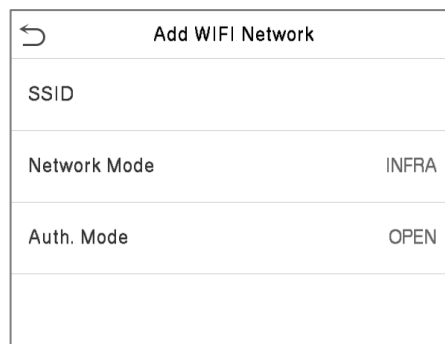 Add WIFI Network
SSID
Network Mode INFRA
Auth. Mode OPEN